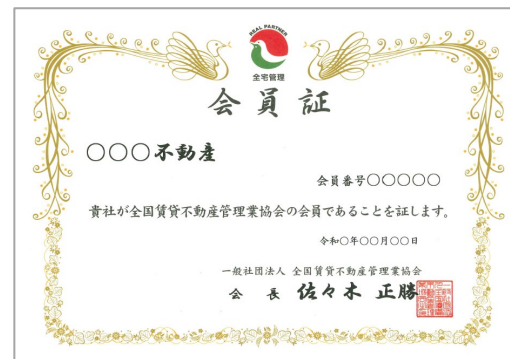 REAL PARTNER
全宅管理
会員証
○○○不動産
会員番号○○○○○
貴社が全国賃貸不動産管理業協会の会員であることを証します。
令和○年○○月○○日
一般社団法人 全国賃貸不動産管理業協会
会長 佐々木 正勝